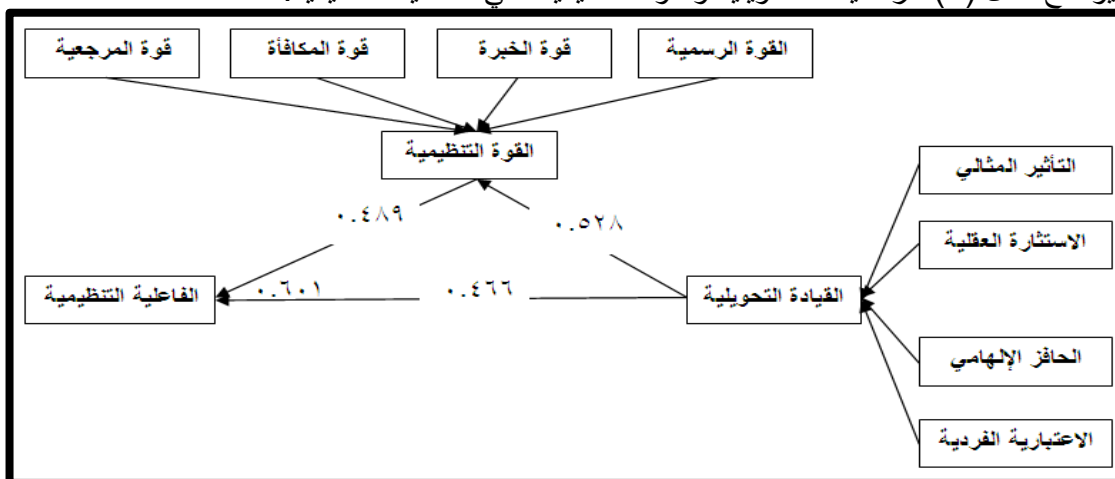 القوة الرسمية
قوة الخبرة
قوة المكافأة
قوة المرجعية
القوة التنظيمية
التأثير المثالي
٠.٤٨٩
٠.٥٢٨
الاستثارة العقلية
القيادة التحويلية
٠.٤٦٦
٠.٦٠١
الفاعلية التنظيمية
الحافز الإلهامي
الاعتبارية الفردية